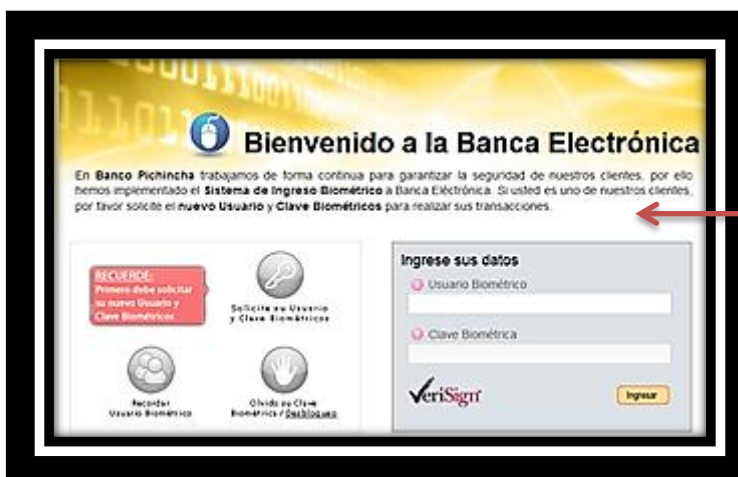 Bienvenido a la Banca Electrónica
En Banco Pichincha trabajamos de forma continua para garantizar la seguridad de nuestros clientes, por ello
hemos implementado el Sistema de Ingreso Biométrico a Banca Electrónica. Si usted es uno de nuestros clientes,
por favor solicite el nuevo Usuario y Clave Biométricos para realizar sus transacciones.
RECUERDE:
Primero debe solicitar
su nuevo Usuario y
Clave Biométricos
Solicite su Usuario
y Clave Biométricos
Recordar
Usuario Biométrico
Olvidó su Clave
Biométrica / Desbloqueo
Ingrese sus datos
Usuario Biométrico
Clave Biométrica
VeriSign
Ingresar